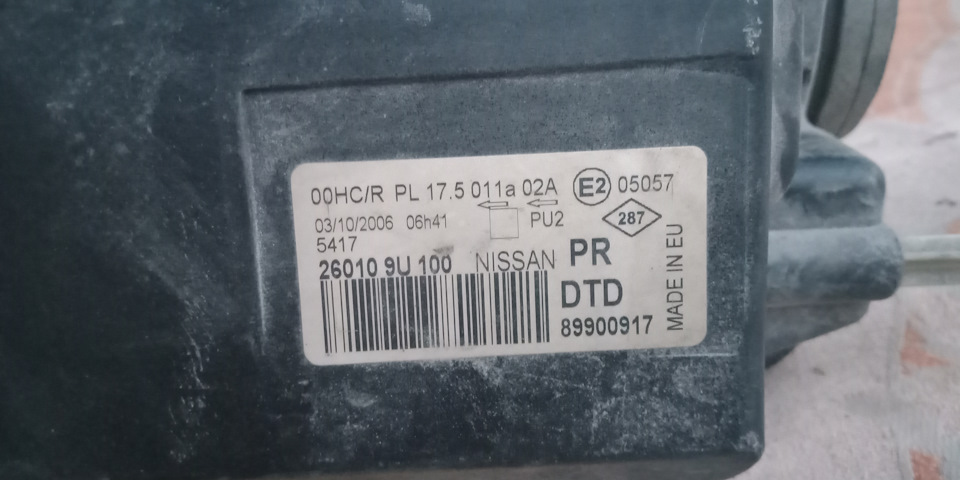 00HC/R PL 17.5 011a 02A E2 05057
03/10/2006 06h41 PU2 287
5417
26010 9U 100 NISSAN PR
DTD
89900917
MADE IN EU